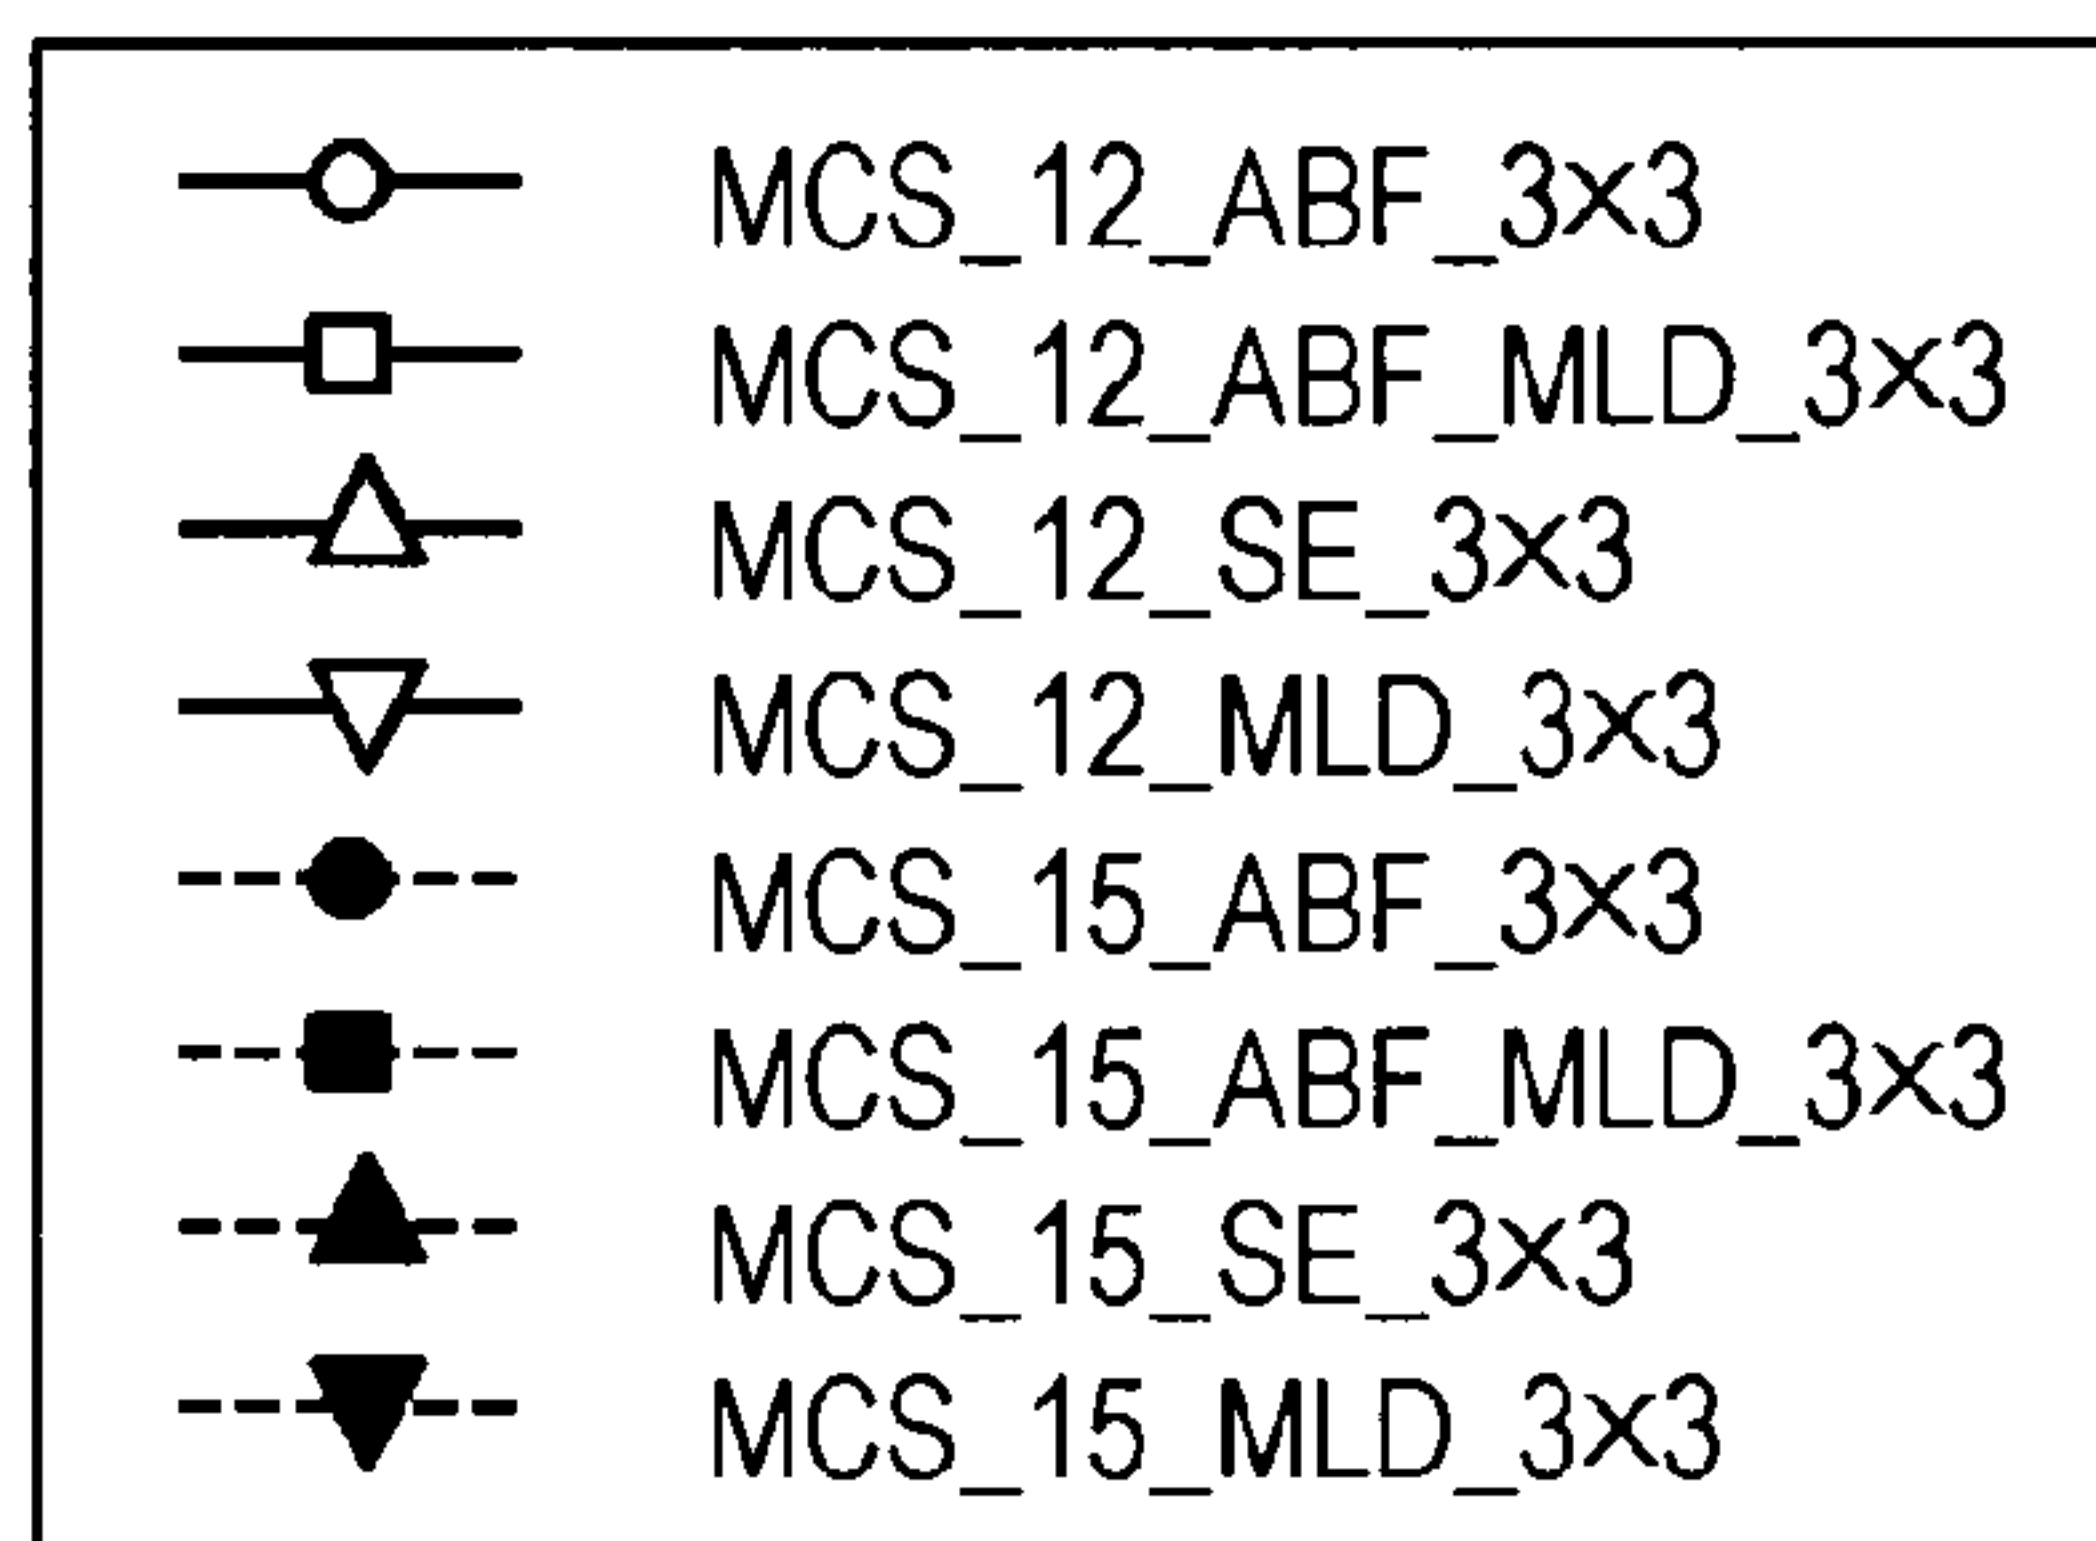 MCS_12_ABF_3×3
MCS_12_ABF_MLD_3×3
MCS_12_SE_3×3
MCS_12_MLD_3×3
MCS_15_ABF_3×3
MCS_15_ABF_MLD_3×3
MCS_15_SE_3×3
MCS_15_MLD_3×3